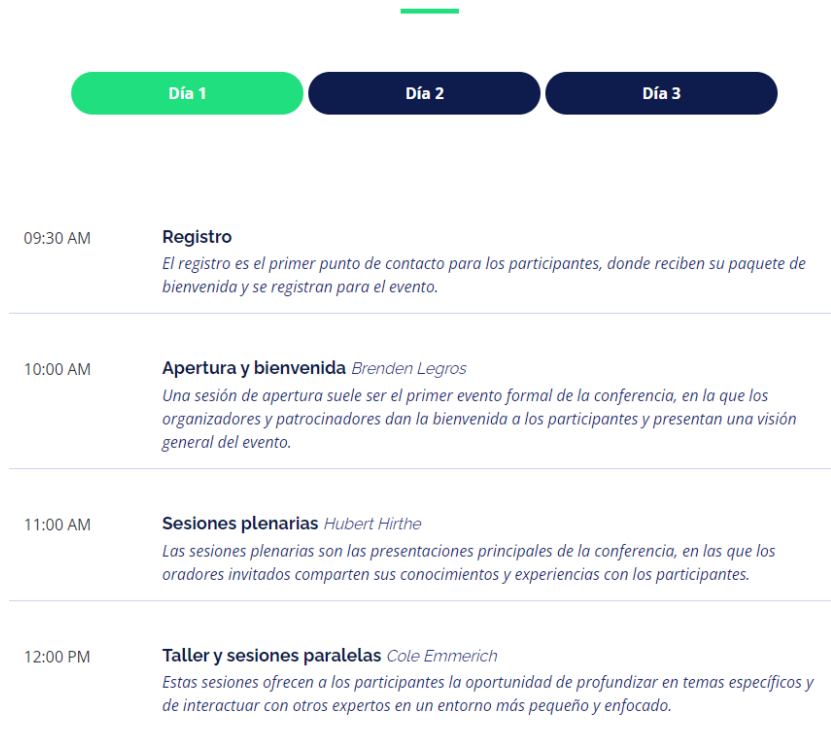 Día 1 Día 2 Día 3
09:30 AM Registro
El registro es el primer punto de contacto para los participantes, donde reciben su paquete de
bienvenida y se registran para el evento.
10:00 AM Apertura y bienvenida Brenden Legros
Una sesión de apertura suele ser el primer evento formal de la conferencia, en la que los
organizadores y patrocinadores dan la bienvenida a los participantes y presentan una visión
general del evento.
11:00 AM Sesiones plenarias Hubert Hirthe
Las sesiones plenarias son las presentaciones principales de la conferencia, en las que los
oradores invitados comparten sus conocimientos y experiencias con los participantes.
12:00 PM Taller y sesiones paralelas Cole Emmerich
Estas sesiones ofrecen a los participantes la oportunidad de profundizar en temas específicos y
de interactuar con otros expertos en un entorno más pequeño y enfocado.